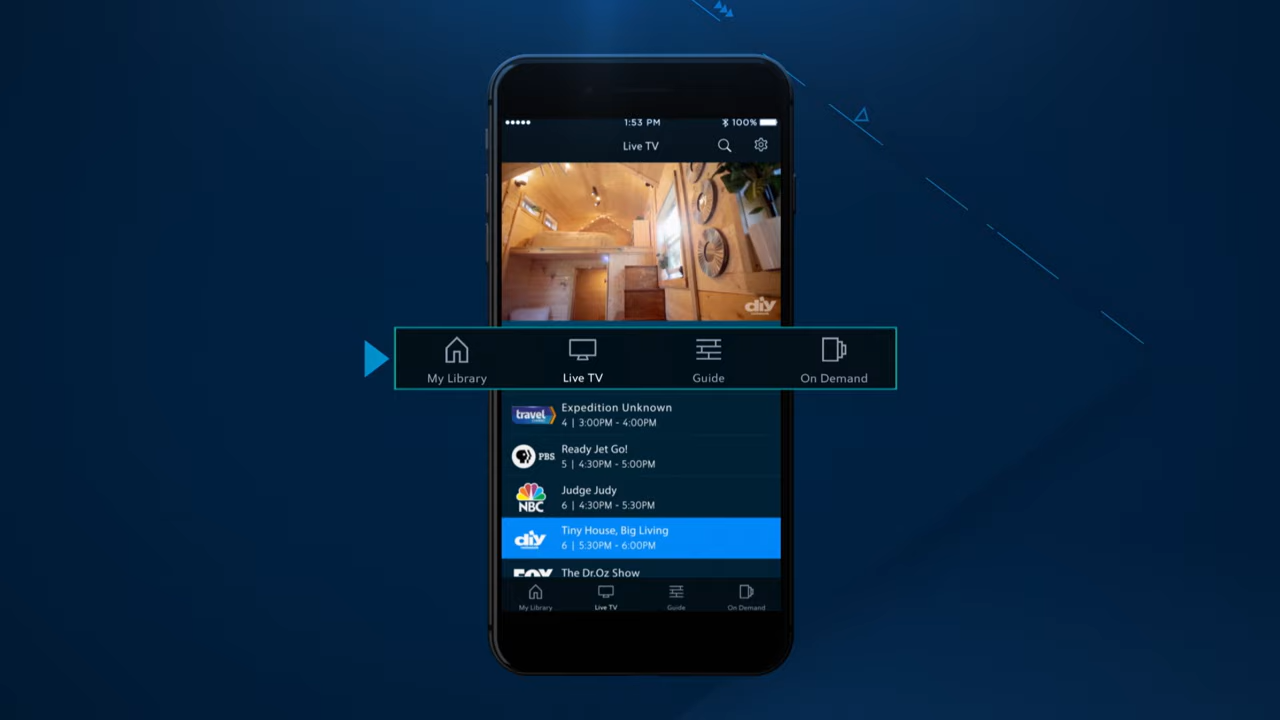 1:53 PM
100%
Live TV
diy
My Library
Live TV
Guide
On Demand
travel
Expedition Unknown
4 | 3:00PM - 4:00PM
PBS
Ready Jet Go!
5 | 4:30PM - 5:00PM
NBC
Judge Judy
6 | 4:30PM - 5:30PM
diy
Tiny House, Big Living
6 | 5:30PM - 6:00PM
FOX
The Dr.Oz Show
My Library
Live TV
Guide
On Demand